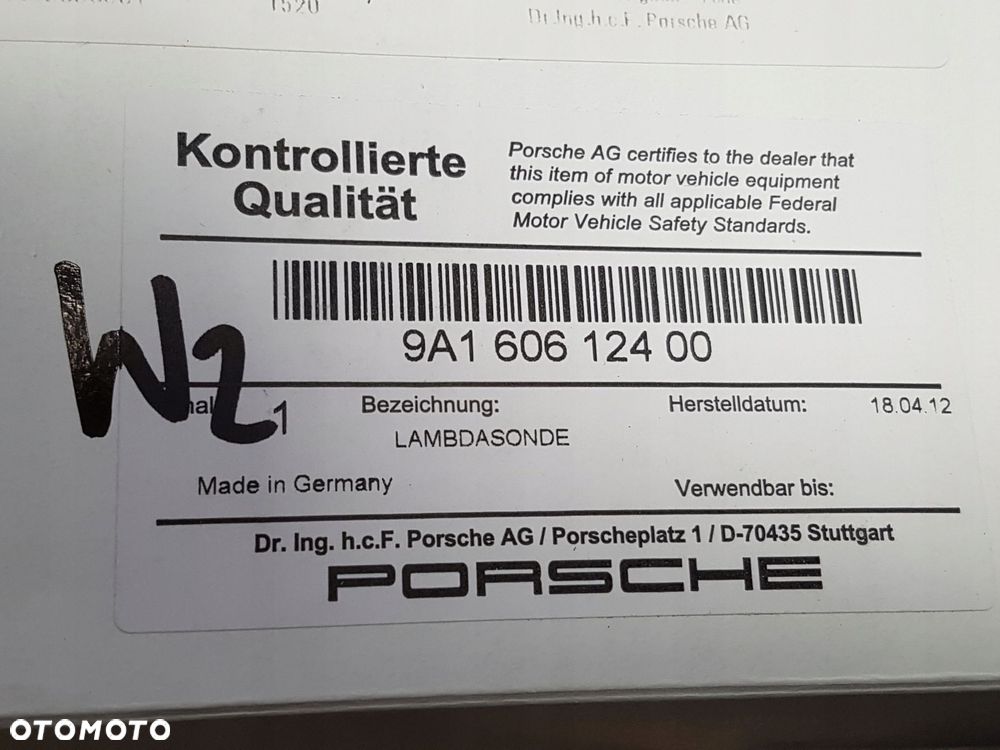 1520
Dr.Ing.h.c.F. Porsche AG
Kontrollierte
Qualität
Porsche AG certifies to the dealer that
this item of motor vehicle equipment
complies with all applicable Federal
Motor Vehicle Safety Standards.
9A1 606 124 00
W2
1
Bezeichnung:
Herstelldatum:
18.04.12
LAMBDASONDE
Made in Germany
Verwendbar bis:
Dr. Ing. h.c.F. Porsche AG / Porscheplatz 1 / D-70435 Stuttgart
PORSCHE
OTOMOTO